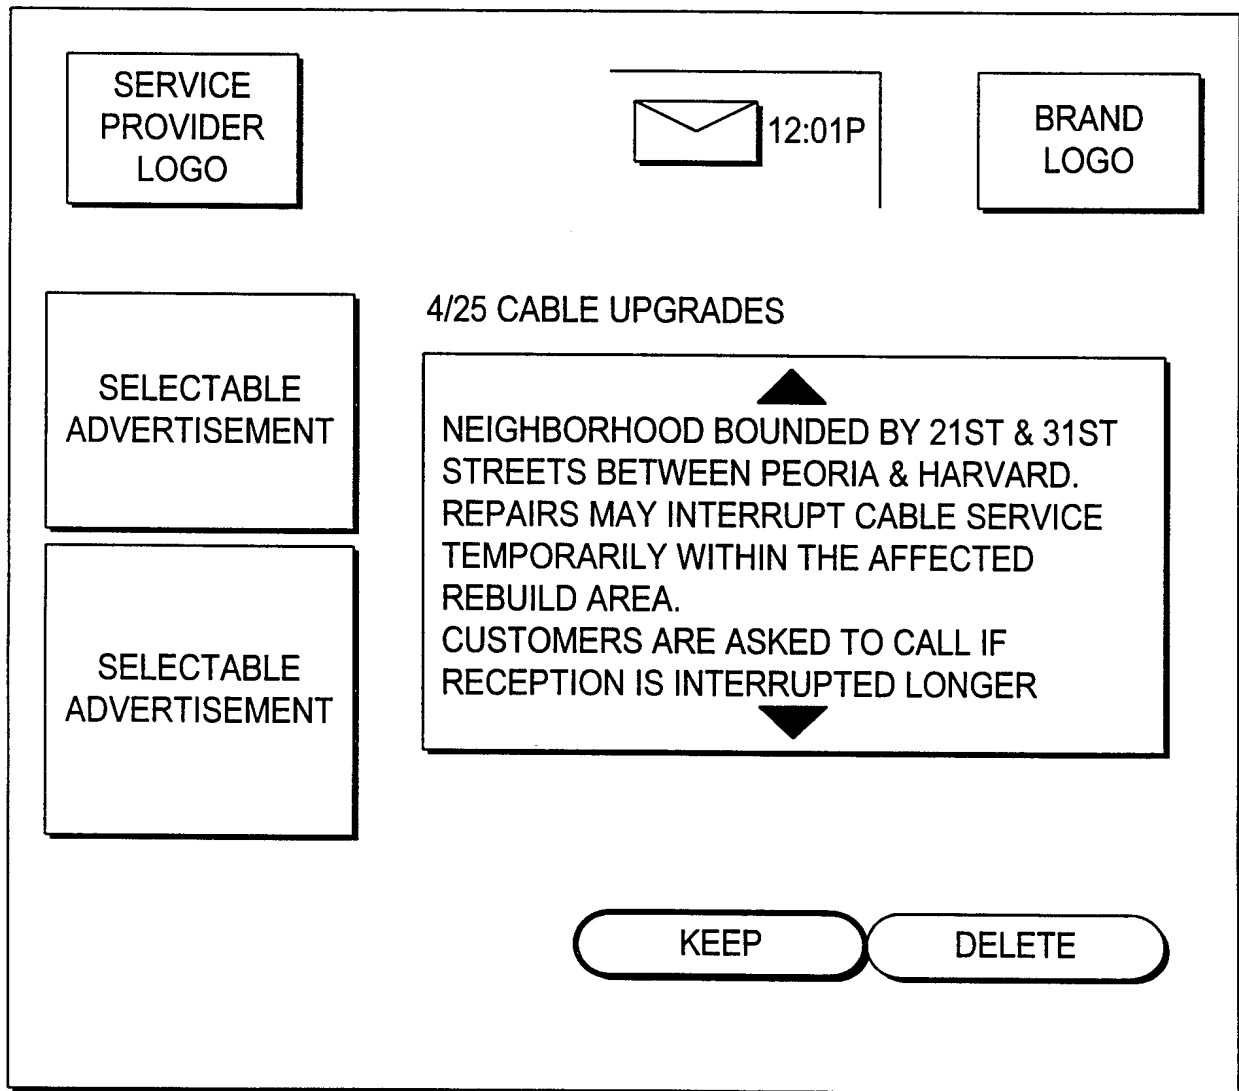 SERVICE
PROVIDER
LOGO
12:01P
BRAND
LOGO
SELECTABLE
ADVERTISEMENT
SELECTABLE
ADVERTISEMENT
4/25 CABLE UPGRADES
NEIGHBORHOOD BOUNDED BY 21ST & 31ST
STREETS BETWEEN PEORIA & HARVARD.
REPAIRS MAY INTERRUPT CABLE SERVICE
TEMPORARILY WITHIN THE AFFECTED
REBUILD AREA.
CUSTOMERS ARE ASKED TO CALL IF
RECEPTION IS INTERRUPTED LONGER
KEEP
DELETE